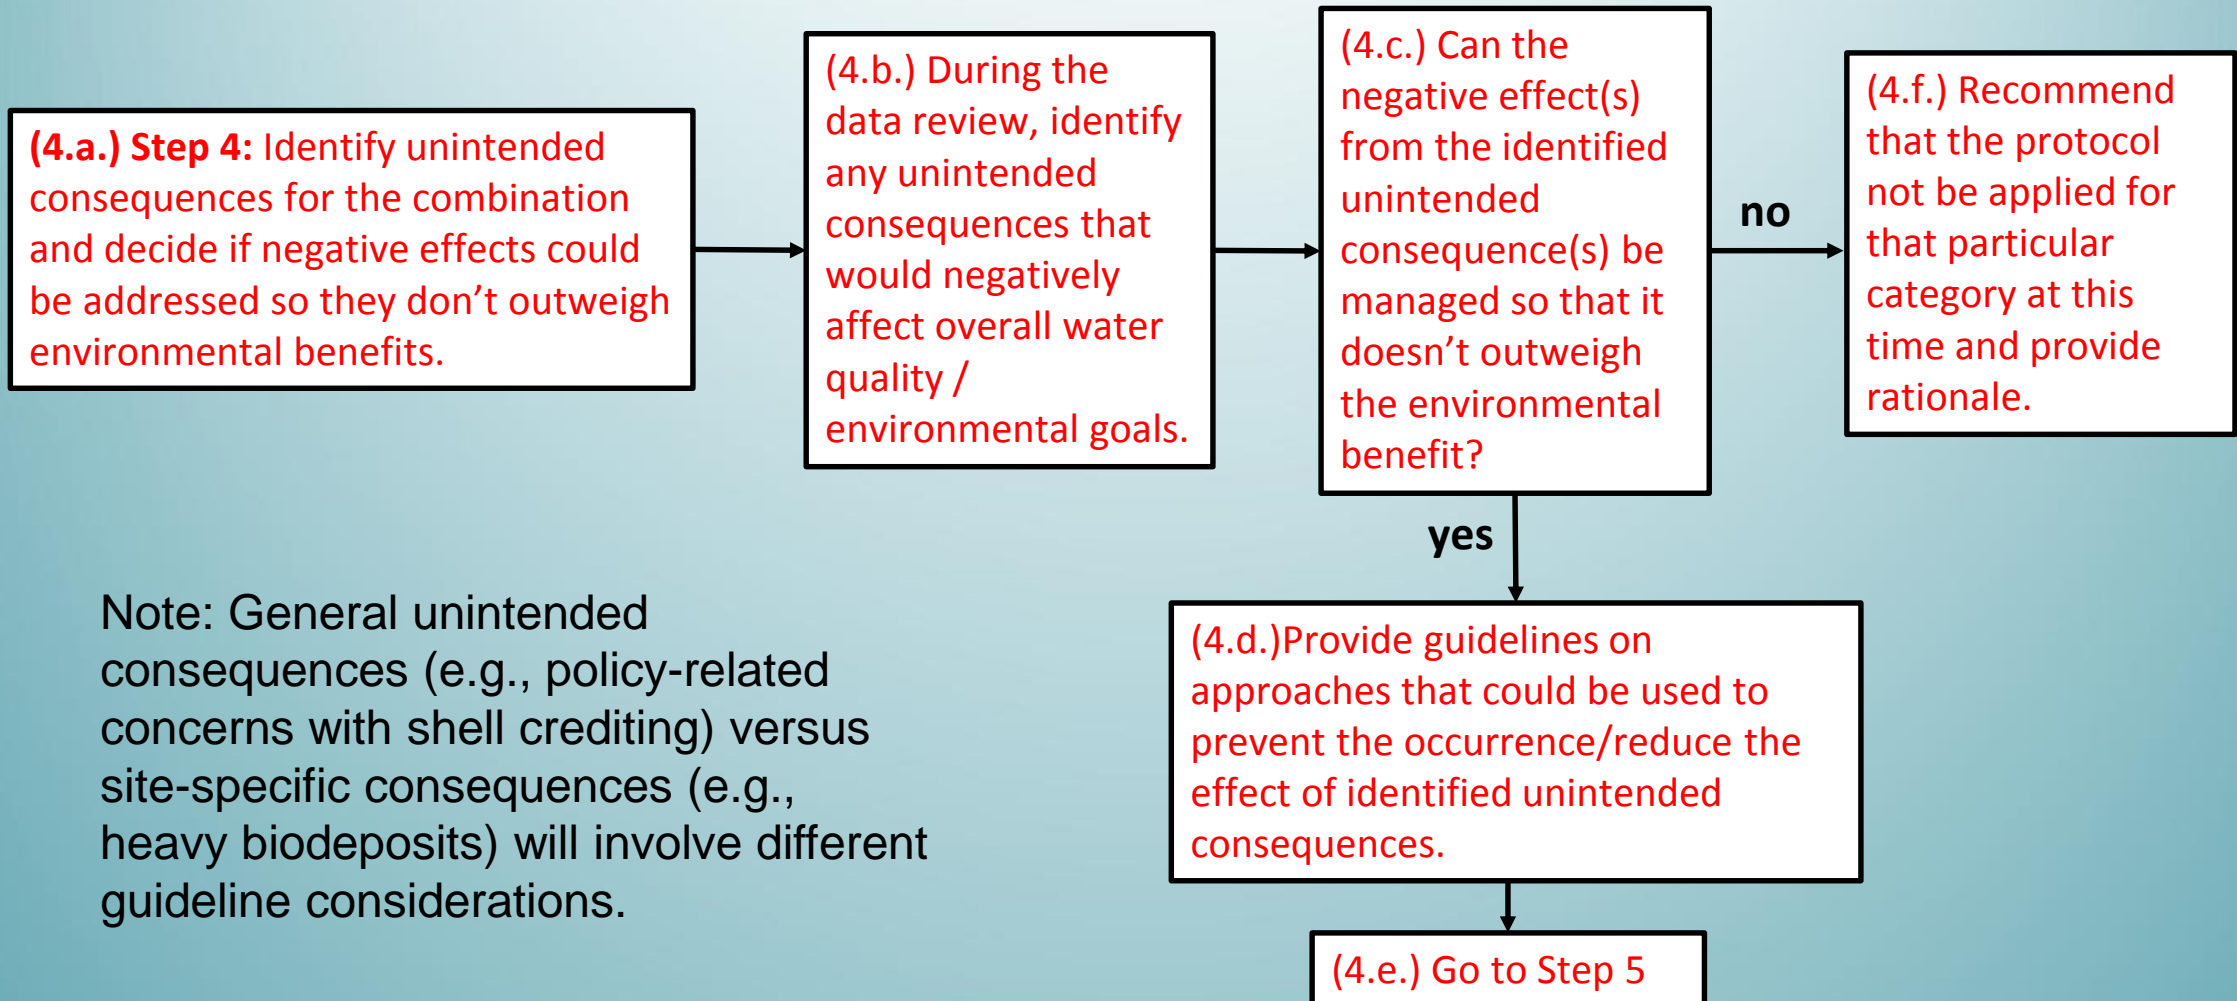 (4.a.) Step 4: Identify unintended
consequences for the combination
and decide if negative effects could
be addressed so they don’t outweigh
environmental benefits.
(4.b.) During the
data review, identify
any unintended
consequences that
would negatively
affect overall water
quality /
environmental goals.
(4.c.) Can the
negative effect(s)
from the identified
unintended
consequence(s) be
managed so that it
doesn’t outweigh
the environmental
benefit?
no
(4.f.) Recommend
that the protocol
not be applied for
that particular
category at this
time and provide
rationale.
yes
(4.d.)Provide guidelines on
approaches that could be used to
prevent the occurrence/reduce the
effect of identified unintended
consequences.
(4.e.) Go to Step 5
Note: General unintended
consequences (e.g., policy-related
concerns with shell crediting) versus
site-specific consequences (e.g.,
heavy biodeposits) will involve different
guideline considerations.